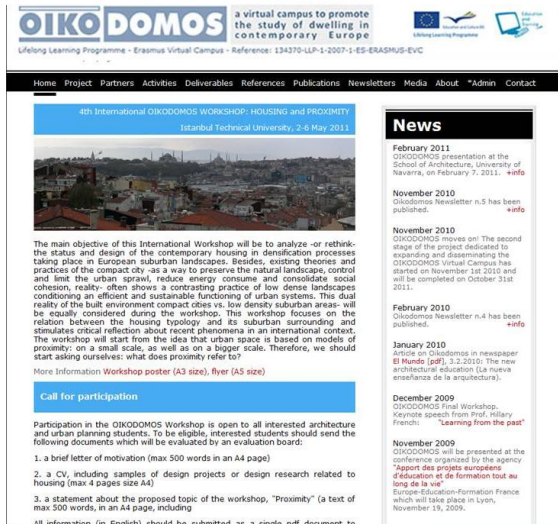 OIKODOMOS
a virtual campus to promote
the study of dwelling in
contemporary Europe
Lifelong Learning Programme
Education and Training
Lifelong Learning Programme - Erasmus Virtual Campus - Reference: 134370-LLP-1-2007-1-ES-ERASMUS-EVC
Home Project Partners Activities Deliverables References Publications Newsletters Media About *Admin Contact
4th International OIKODOMOS WORKSHOP: HOUSING and PROXIMITY
Istanbul Technical University, 2-6 May 2011
The main objective of this International Workshop will be to analyze -or rethink-
the status and design of the contemporary housing in densification processes
taking place in European suburban landscapes. Besides, existing theories and
practices of the compact city -as a way to preserve the natural landscape, control
and limit the urban sprawl, reduce energy consume and consolidate social
cohesion, reality- often shows a contrasting practice of low dense landscapes
conditioning an efficient and sustainable functioning of urban systems. This dual
reality of the built environment compact cities vs. low density suburban areas- will
be equally considered during the workshop. This workshop focuses on the
relation between the housing typology and its suburban surrounding and
stimulates critical reflection about recent phenomena in an international context.
The workshop will start from the idea that urban space is based on models of
proximity: on a small scale, as well as on a bigger scale. Therefore, we should
start asking ourselves: what does proximity refer to?
More Information Workshop poster (A3 size), flyer (A5 size)
Call for participation
Participation in the OIKODOMOS Workshop is open to all interested architecture
and urban planning students. To be eligible, interested students should send the
following documents which will be evaluated by an evaluation board:
1. a brief letter of motivation (max 500 words in an A4 page)
2. a CV, including samples of design projects or design research related to
housing (max 4 pages size A4)
3. a statement about the proposed topic of the workshop, "Proximity" (a text of
max 500 words, in an A4 page, including
All information (in English) should be submitted as a single pdf document to
News
February 2011
OIKODOMOS presentation at the
School of Architecture, University of
Navarra, on February 7. 2011. +info
November 2010
Oikodomos Newsletter n.5 has been
published. +info
November 2010
OIKODOMOS moves on! The second
stage of the project dedicated to
expanding and disseminating the
OIKODOMOS Virtual Campus has
started on November 1st 2010 and
will be completed on October 31st
2011.
February 2010
Oikodomos Newsletter n.4 has been
published. +info
January 2010
Article on Oikodomos in newspaper
El Mundo [pdf], 3.2.2010: The new
architectural education (La nueva
enseñanza de la arquitectura).
December 2009
OIKODOMOS Final Workshop.
Keynote speech from Prof. Hillary
French: "Learning from the past"
November 2009
OIKODOMOS will be presented at the
conference organized by the agency
"Apport des projets européens
d'éducation et de formation tout au
long de la vie"
Europe-Education-Formation France
which will take place in Lyon,
November 19, 2009.